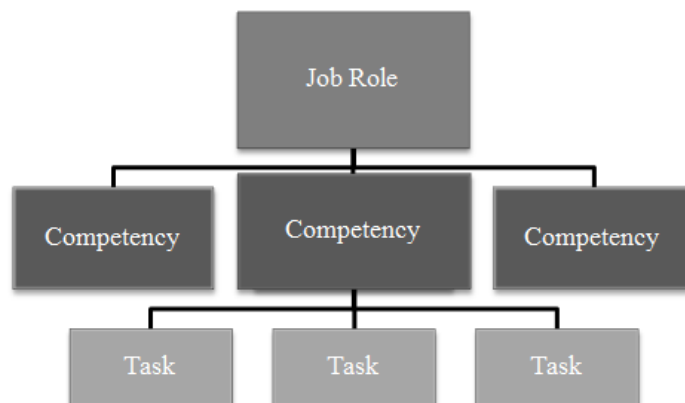 Job Role
Competency
Competency
Competency
Task
Task
Task